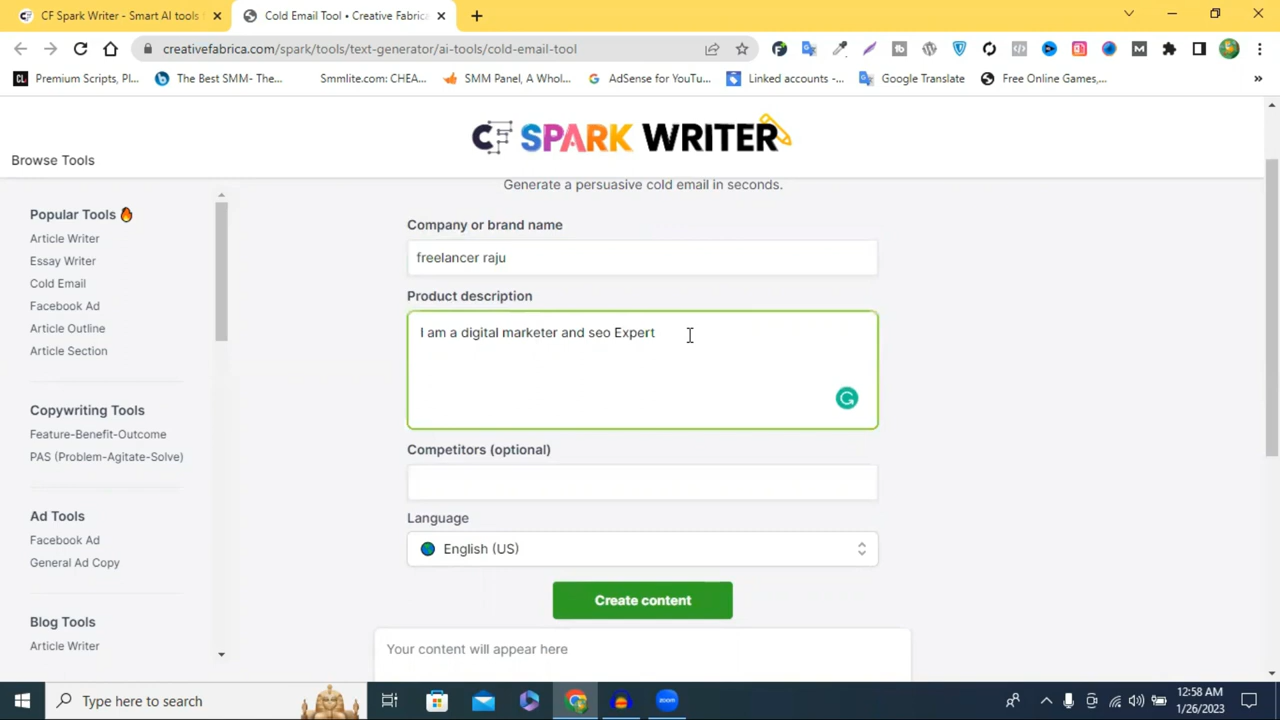 CF Spark Writer - Smart AI tools
Cold Email Tool • Creative Fabrica
creativefabrica.com/spark/tools/text-generator/ai-tools/cold-email-tool
Premium Scripts, Pl...
The Best SMM- The...
Smmlite.com: CHEA...
SMM Panel, A Whol...
AdSense for YouTu...
Linked accounts -...
Google Translate
Free Online Games,...
CF SPARK WRITER
Browse Tools
Generate a persuasive cold email in seconds.
Popular Tools 🔥
Article Writer
Essay Writer
Cold Email
Facebook Ad
Article Outline
Article Section
Copywriting Tools
Feature-Benefit-Outcome
PAS (Problem-Agitate-Solve)
Ad Tools
Facebook Ad
General Ad Copy
Blog Tools
Article Writer
Company or brand name
freelancer raju
Product description
I am a digital marketer and seo Expert
Competitors (optional)
Language
English (US)
Create content
Your content will appear here
Type here to search
zoom
12:58 AM
1/26/2023